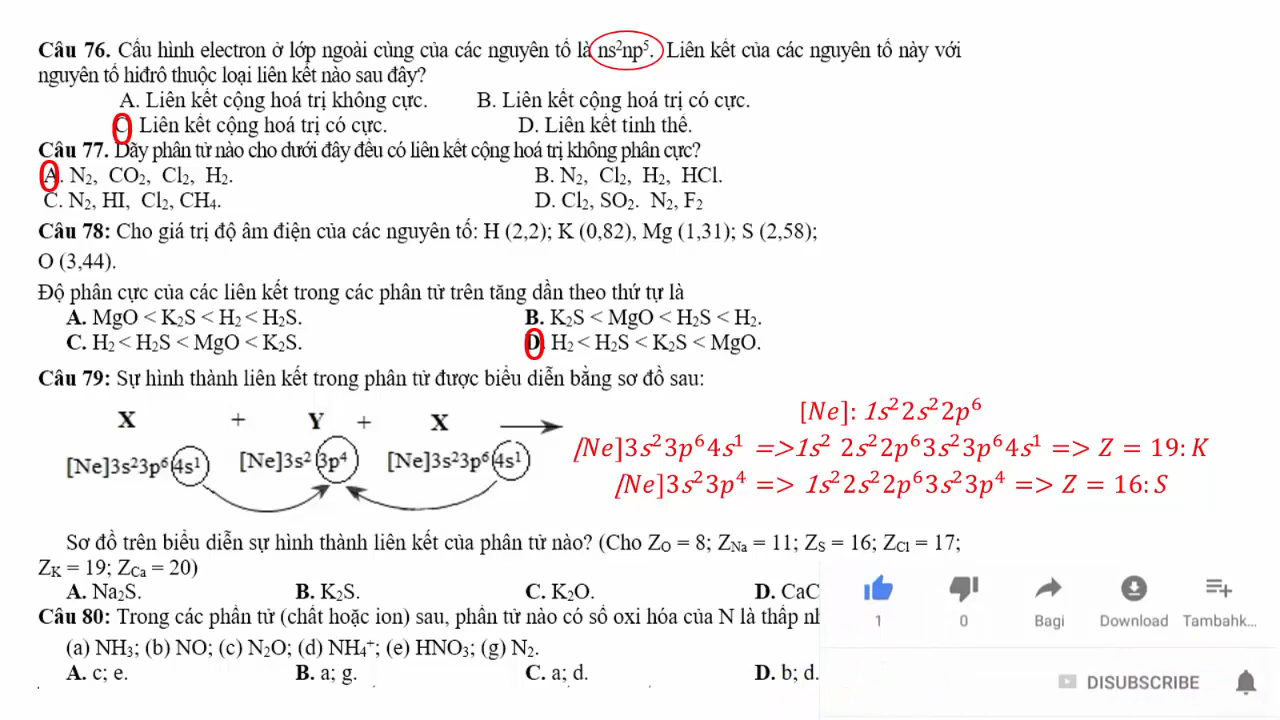 Câu 76. Cấu hình electron ở lớp ngoài cùng của các nguyên tố là ns²np⁵. Liên kết của các nguyên tố này với
nguyên tố hiđrô thuộc loại liên kết nào sau đây?
A. Liên kết cộng hoá trị không cực. B. Liên kết cộng hoá trị có cực.
C. Liên kết cộng hoá trị có cực. D. Liên kết tinh thể.
Câu 77. Dãy phân tử nào cho dưới đây đều có liên kết cộng hoá trị không phân cực?
A. N₂, CO₂, Cl₂, H₂. B. N₂, Cl₂, H₂, HCl.
C. N₂, HI, Cl₂, CH₄. D. Cl₂, SO₂. N₂, F₂
Câu 78: Cho giá trị độ âm điện của các nguyên tố: H (2,2); K (0,82), Mg (1,31); S (2,58);
O (3,44).
Độ phân cực của các liên kết trong các phân tử trên tăng dần theo thứ tự là
A. MgO < K₂S < H₂ < H₂S. B. K₂S < MgO < H₂S < H₂.
C. H₂ < H₂S < MgO < K₂S. D. H₂ < H₂S < K₂S < MgO.
Câu 79: Sự hình thành liên kết trong phân tử được biểu diễn bằng sơ đồ sau:
X + Y + X
[Ne]3s²3p⁶4s¹ [Ne]3s²3p⁴ [Ne]3s²3p⁶4s¹
[Ne]: 1s²2s²2p⁶
[Ne]3s²3p⁶4s¹ =>1s² 2s²2p⁶3s²3p⁶4s¹ => Z = 19: K
[Ne]3s²3p⁴ => 1s²2s²2p⁶3s²3p⁴ => Z = 16: S
Sơ đồ trên biểu diễn sự hình thành liên kết của phân tử nào? (Cho Z₀ = 8; Zₙₐ = 11; Zₛ = 16; Z_Cl = 17;
Z_K = 19; Z_Ca = 20)
A. Na₂S. B. K₂S. C. K₂O. D. CaC
Câu 80: Trong các phần tử (chất hoặc ion) sau, phần tử nào có số oxi hóa của N là thấp nh
(a) NH₃; (b) NO; (c) N₂O; (d) NH₄⁺; (e) HNO₃; (g) N₂.
A. c; e. B. a; g. C. a; d. D. b; d.
1 0 Bagi Download Tambahk...
DISUBSCRIBE